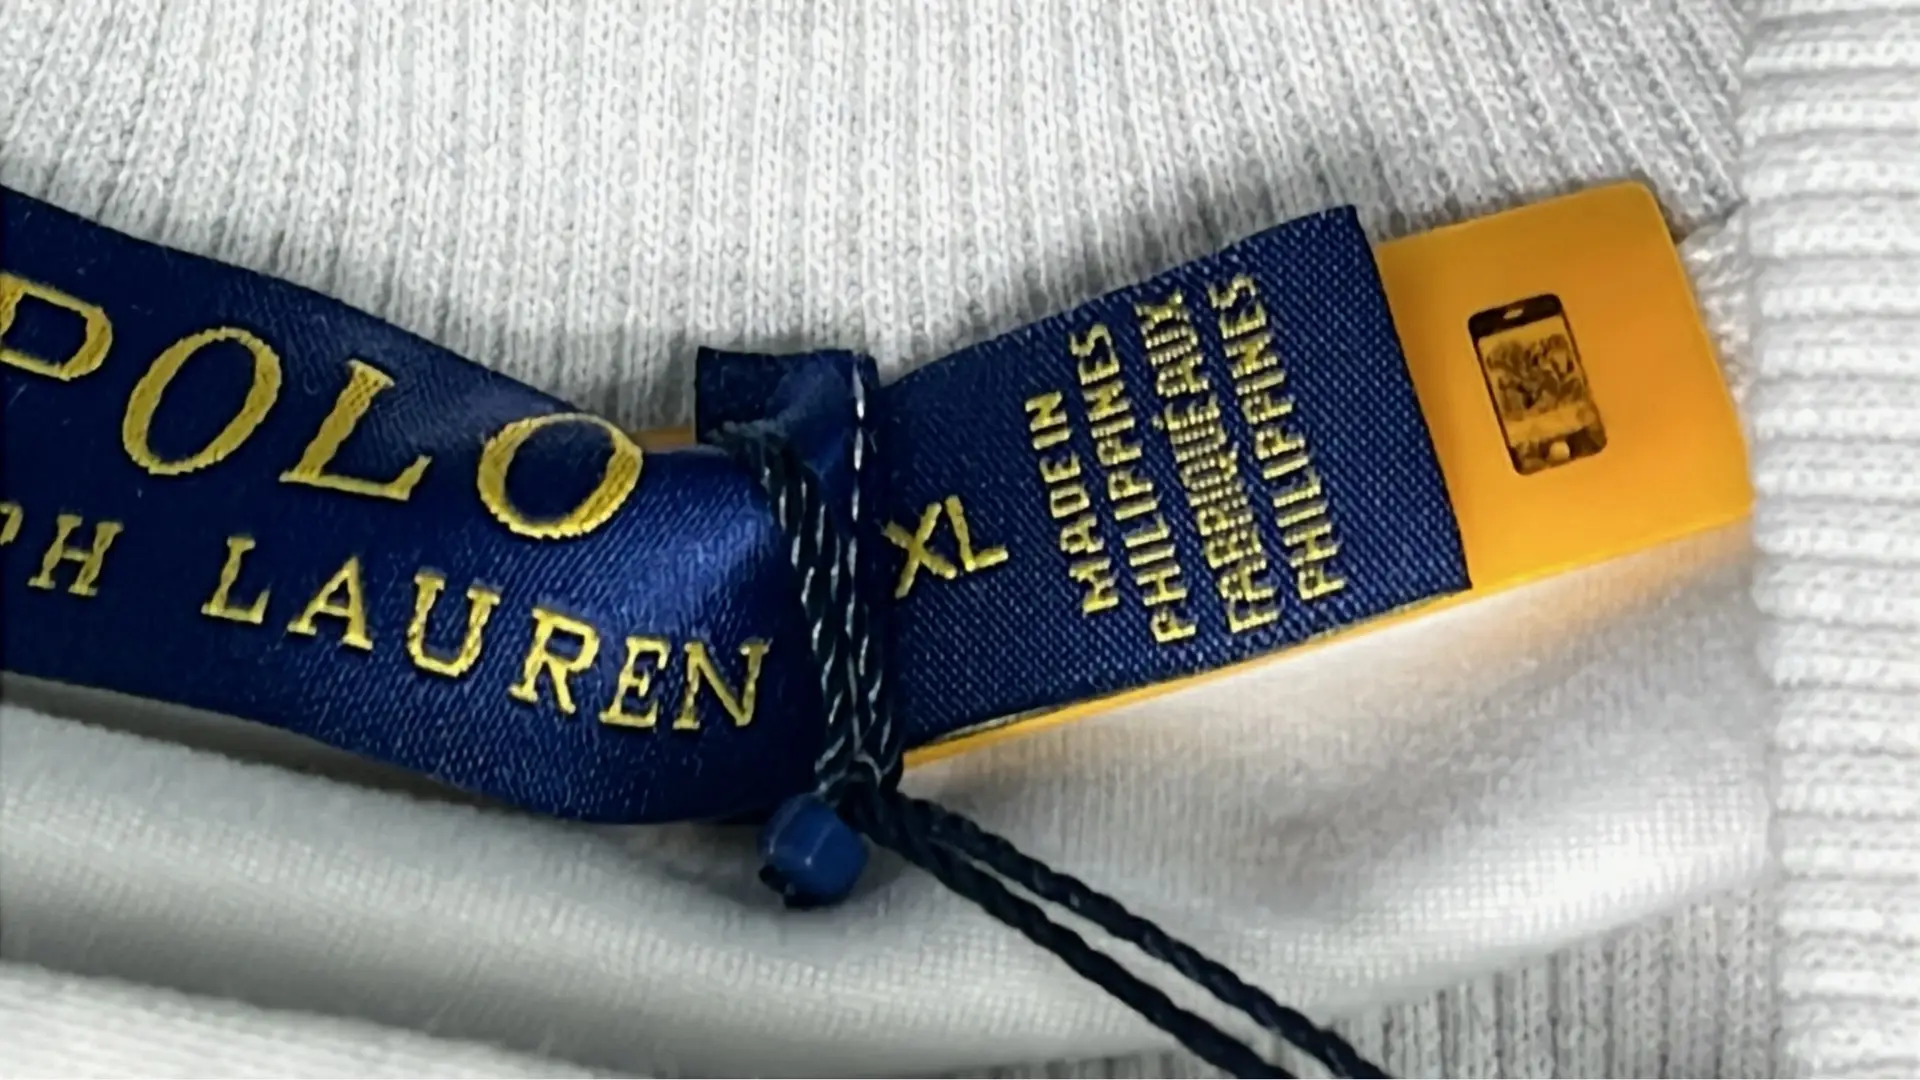 POLO
PH LAUREN
XL
MADE IN
PHILIPPINES
FABRIQUÉ AUX
PHILIPPINES